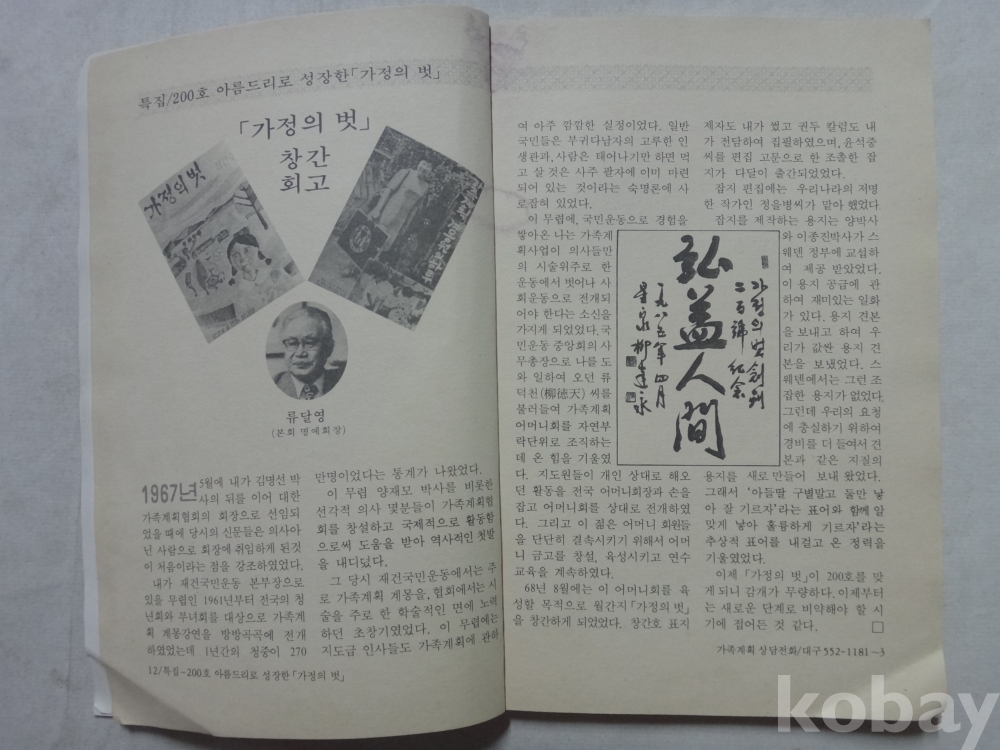 특집/200호 아름드리로 성장한「가정의 벗」
「가정의 벗」
창간
회고
가정의 벗
류달영
(본회 명예회장)
1967년 5월에 내가 김명선 박
사의 뒤를 이어 대한
가족계획협회의 회장으로 선임되
었을 때에 당시의 신문들은 의사아
닌 사람으로 회장에 취임하게 된것
이 처음이라는 점을 강조하였었다.
내가 재건국민운동 본부장으로
있을 무렵인 1961년부터 전국의 청
년회와 부녀회를 대상으로 가족계
획 계몽강연을 방방곡곡에 전개
하였었는데 1년간의 청중이 270
만명이었다는 통계가 나왔었다.
이 무렵 양재모 박사를 비롯한
선각적 의사 몇분들이 가족계획협
회를 창설하고 국제적으로 활동함
으로써 도움을 받아 역사적인 첫발
을 내디뎠다.
그 당시 재건국민운동에서는 주
로 가족계획 계몽을, 협회에서는 시
술을 주로 한 학술적인 면에 노력
하던 초창기였었다. 이 무렵에는
지도급 인사들도 가족계획에 관하
12/특집~200호 아름드리로 성장한「가정의 벗」
여 아주 깜깜한 실정이었다. 일반
국민들은 부귀다남자의 고루한 인
생관과, 사람은 태어나기만 하면 먹
고 살 것은 사주 팔자에 이미 마련
되어 있는 것이라는 숙명론에 사
로잡혀 있었다.
이 무렵에, 국민운동으로 경험을
쌓아온 나는 가족계
획사업이 의사들만
의 시술위주로 한
운동에서 벗어나 사
회운동으로 전개되
어야 한다는 소신을
가지게 되었었다. 국
민운동 중앙회의 사
무총장으로 나를 도
와 일하여 오던 류
덕천(柳徳天) 씨를
불러들여 가족계획
어머니회를 자연부
락단위로 조직하는
데 온 힘을 기울였
다. 지도원들이 개인 상대로 해오
던 활동을 전국 어머니회장과 손을
잡고 어머니회를 상대로 전개하였
다. 그리고 이 젊은 어머니 회원들
을 단단히 결속시키기 위해서 어머
니 금고를 창설, 육성시키고 연수
교육을 계속하였다.
68년 8월에는 이 어머니회를 육
성할 목적으로 월간지「가정의 벗」
을 창간하게 되었었다. 창간호 표지
제자도 내가 썼고 권두 칼럼도 내
가 전담하여 집필하였으며, 윤석중
씨를 편집 고문으로 한 조촐한 잡
지가 다달이 출간되었었다.
잡지 편집에는 우리나라의 저명
한 작가인 정을병씨가 맡아 했었다
잡지를 제작하는 용지는 양박사
와 이종진박사가 스
웨덴 정부에 교섭하
여 제공 받았었다.
이 용지 공급에 관
하여 재미있는 일화
가 있다. 용지 견본
을 보내라고 하여 우
리가 값싼 용지 견
본을 보냈었다. 스
웨덴에서는 그런 조
잡한 용지가 없었다.
그런데 우리의 요청
에 충실하기 위하여
경비를 더 들여서 견
본과 같은 지질의
용지를 새로 만들어 보내 왔었다.
그래서 '아들딸 구별말고 둘만 낳
아 잘 기르자'라는 표어와 함께 알
맞게 낳아 훌륭하게 기르자'라는
추상적 표어를 내걸고 온 정력을
기울였었다.
이제「가정의 벗」이 200호를 맞
게 되니 감개가 무량하다. 이제부터
는 새로운 단계로 비약해야 할 시
기에 접어든 것 같다. □
가정의 벗 創刊
二百號 紀念
弘益人間
一九八五年 四月
星泉 柳達永
가족계획 상담전화/대구 552-1181~3
kobay